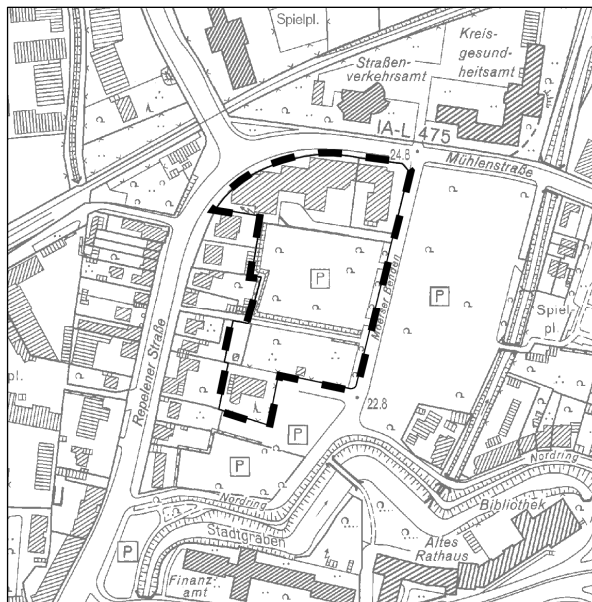 Spielpl.
Kreis-
gesund-
heitsamt
Straßen-
verkehrsamt
IA-L 475
24.8
Mühlenstraße
P
P
Moerser Benden
Spiel
pl.
Repelener Straße
pl.
22.8
P
P
Nordring
Nordring
Bibliothek
Stadtgraben
Altes
Rathaus
P
Finanz-
amt